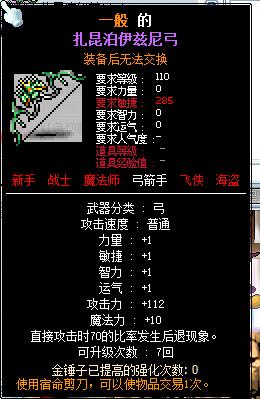 一般 的
扎昆泊伊兹尼弓
装备后无法交换
要求等级 : 110
要求力量 : 0
要求敏捷 : 285
要求智力 : 0
要求运气 : 0
要求人气度 : -
道具等级 : -
道具经验值 : -
新手 战士 魔法师 弓箭手 飞侠 海盗
武器分类 : 弓
攻击速度 : 普通
力量 : +1
敏捷 : +1
智力 : +1
运气 : +1
攻击力 : +112
魔法力 : +10
直接攻击时70的比率发生后退现象。
可升级次数 : 7回
金锤子已提高的强化次数: 0
使用宿命剪刀，可以使物品交易1次。